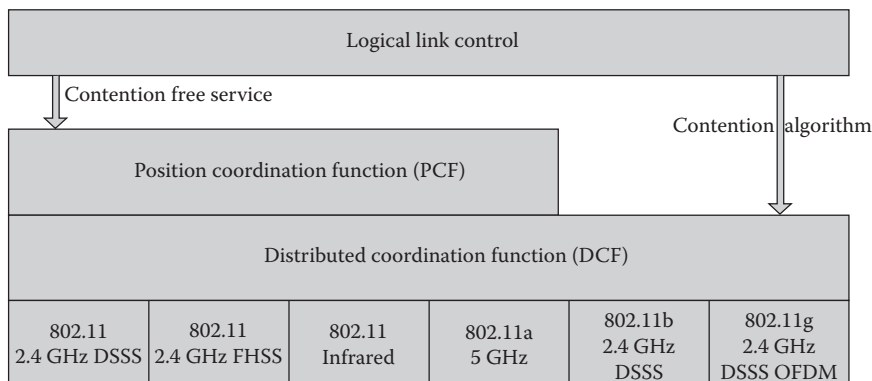 Logical link control
Contention free service
Contention algorithm
Position coordination function (PCF)
Distributed coordination function (DCF)
802.11
2.4 GHz DSSS
802.11
2.4 GHz FHSS
802.11
Infrared
802.11a
5 GHz
802.11b
2.4 GHz
DSSS
802.11g
2.4 GHz
DSSS OFDM